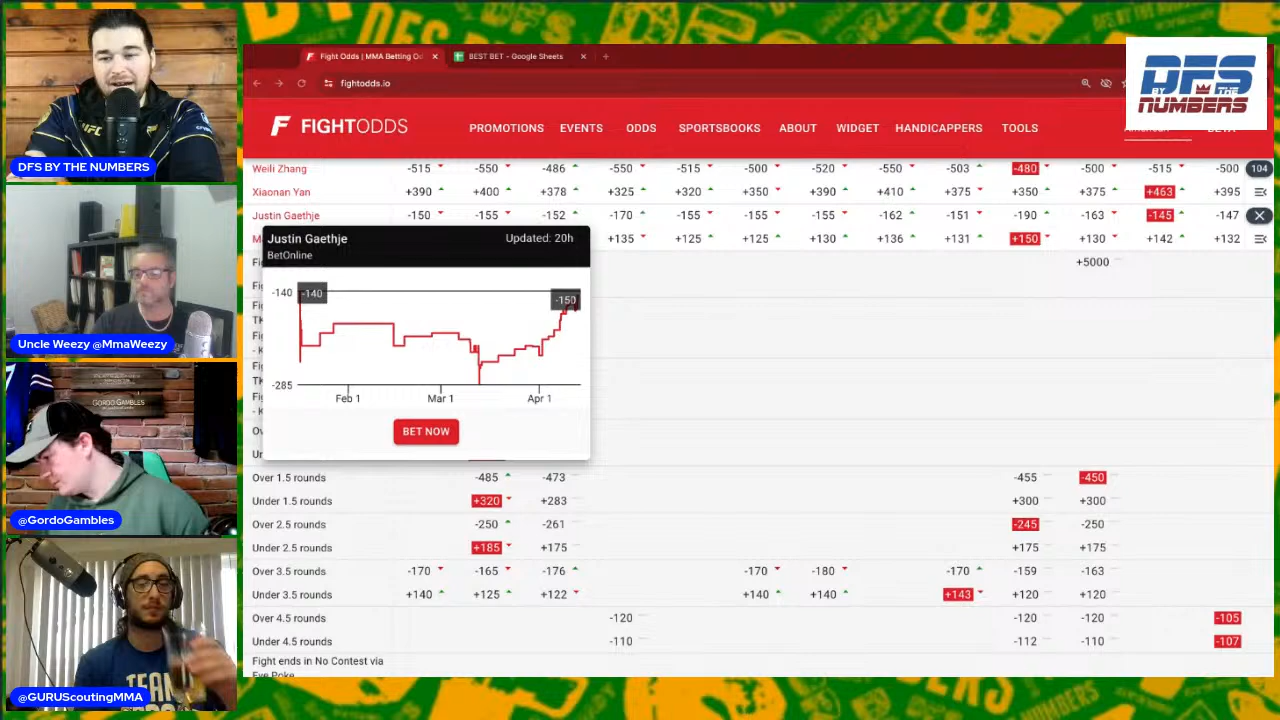 DFS BY THE NUMBERS
Uncle Weezy @MmaWeezy
GORDO GAMBLES
@GordoGambles
TEAM
@GURUScoutingMMA
Fight Odds | MMA Betting Od
BEST BET - Google Sheets
fightodds.io
DFS
BY THE
NUMBERS
FIGHTODDS
PROMOTIONS EVENTS ODDS SPORTSBOOKS ABOUT WIDGET HANDICAPPERS TOOLS
Weili Zhang -515 -550 -486 -550 -515 -500 -520 -550 -503 -480 -500 -515 -500 104
Xiaonan Yan +390 +400 +378 +325 +320 +350 +390 +410 +375 +350 +375 +463 +395
Justin Gaethje -150 -155 -152 -170 -155 -155 -155 -162 -151 -190 -163 -145 -147
+135 +125 +125 +130 +136 +131 +150 +130 +142 +132
+5000
Justin Gaethje Updated: 20h
BetOnline
-140 -140 -150
-285
Feb 1 Mar 1 Apr 1
BET NOW
Over 1.5 rounds -485 -473 -455 -450
Under 1.5 rounds +320 +283 +300 +300
Over 2.5 rounds -250 -261 -245 -250
Under 2.5 rounds +185 +175 +175 +175
Over 3.5 rounds -170 -165 -176 -170 -180 -170 -159 -163
Under 3.5 rounds +140 +125 +122 +140 +140 +143 +120 +120
Over 4.5 rounds -120 -120 -120 -105
Under 4.5 rounds -110 -112 -110 -107
Fight ends in No Contest via
Eye Poke